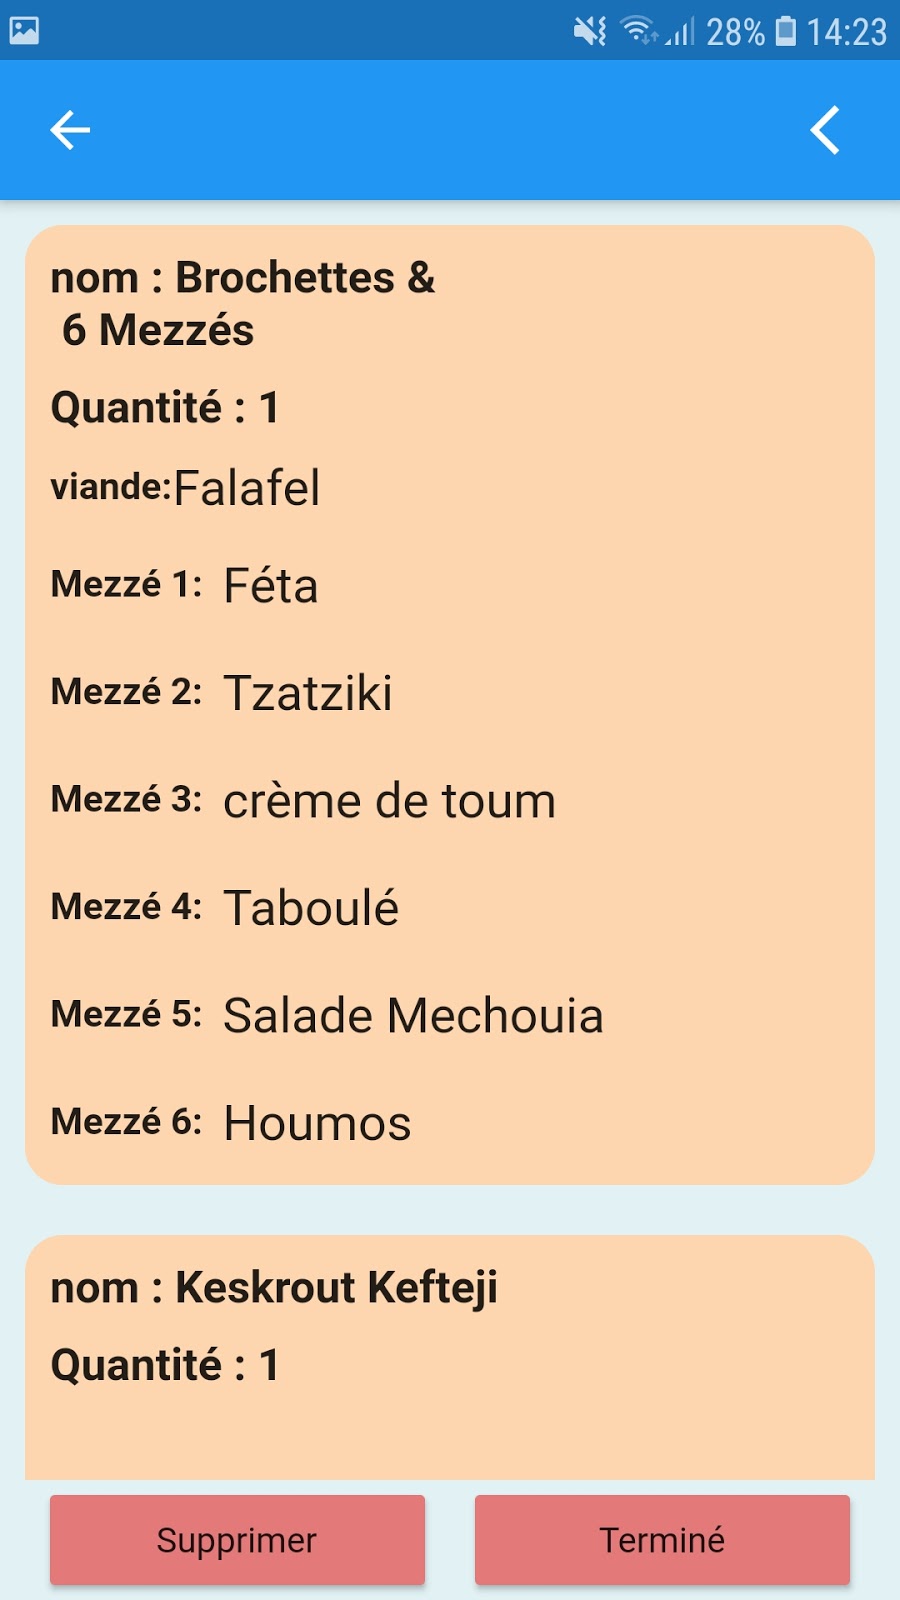 28% 14:23
nom : Brochettes &
6 Mezzés
Quantité : 1
viande:Falafel
Mezzé 1: Féta
Mezzé 2: Tzatziki
Mezzé 3: crème de toum
Mezzé 4: Taboulé
Mezzé 5: Salade Mechouia
Mezzé 6: Houmos
nom : Keskrout Kefteji
Quantité : 1
Supprimer Terminé